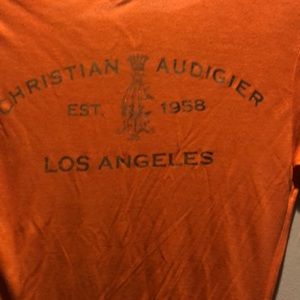 CHRISTIAN AUDIGIER
EST. 1958
LOS ANGELES